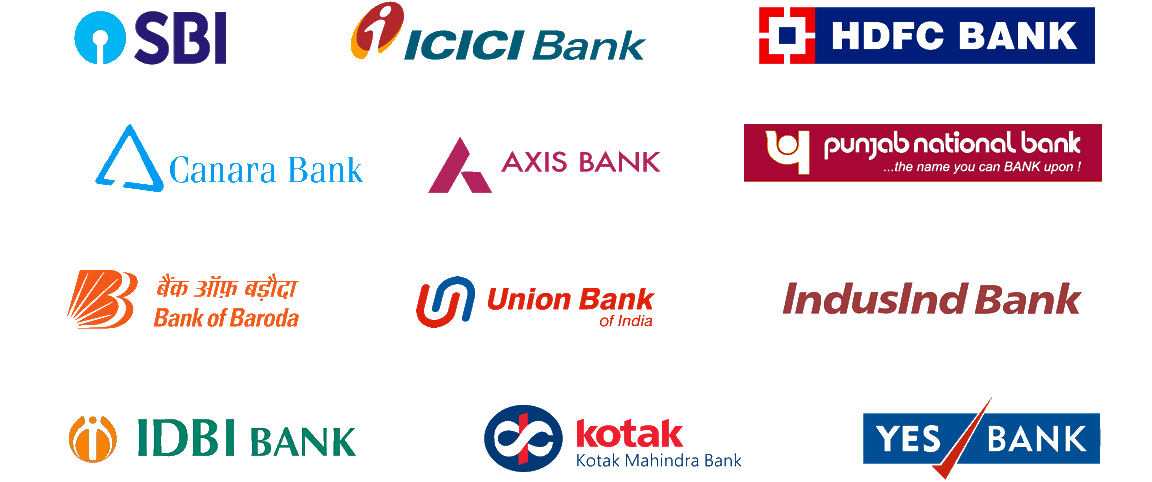 SBI
ICICI Bank
HDFC BANK
Canara Bank
AXIS BANK
punjab national bank
...the name you can BANK upon !
बैंक ऑफ़ बड़ौदा
Bank of Baroda
Union Bank
of India
IndusInd Bank
IDBI BANK
kotak
Kotak Mahindra Bank
YES BANK